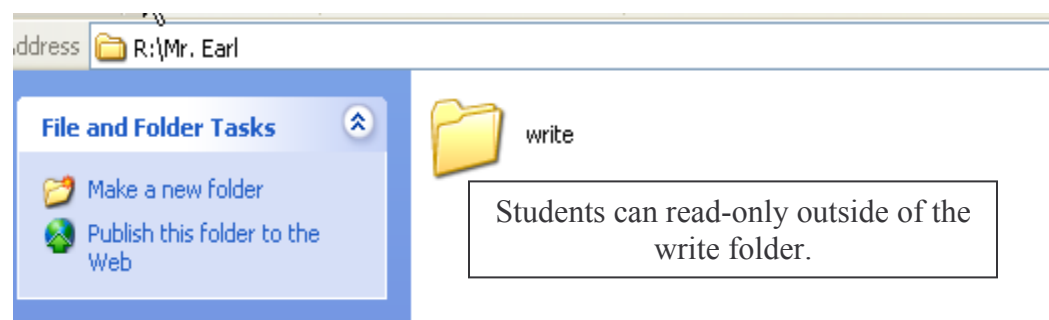 ddress R:\Mr. Earl
File and Folder Tasks
Make a new folder
Publish this folder to the
Web
write
Students can read-only outside of the
write folder.